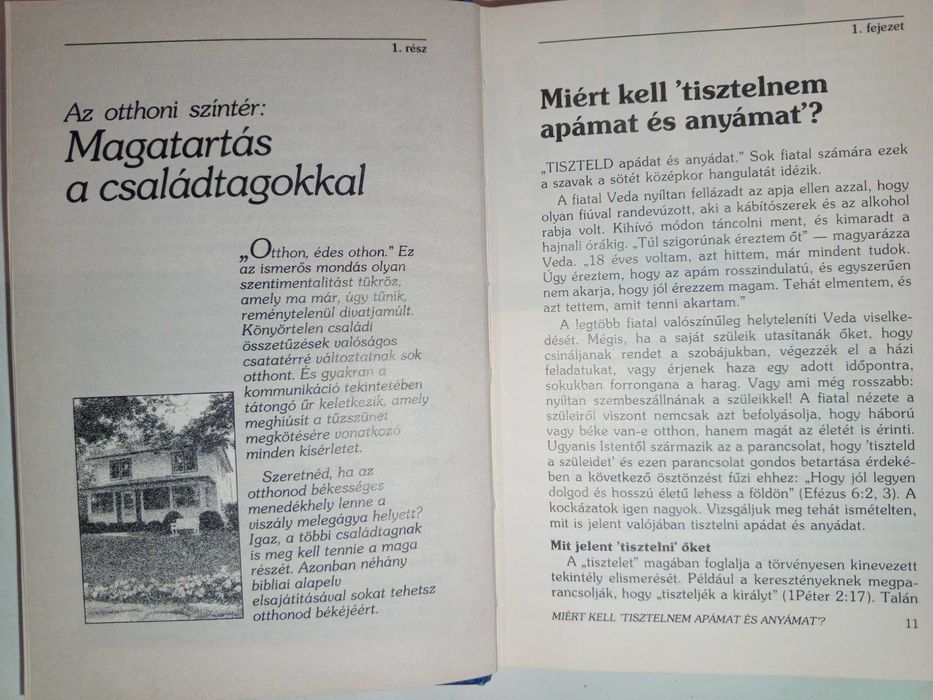 1. rész
Az otthoni színtér:
Magatartás
a családtagokkal
„Otthon, édes othon.” Ez
az ismerős mondás olyan
szentimentalitást tükröz,
amely ma már, úgy tűnik,
reménytelenül divatjamúlt.
Könyörtelen családi
összetűzések valóságos
csatatérré változtatnak sok
otthont. És gyakran a
kommunikáció tekintetében
tátongó űr keletkezik, amely
meghiúsít a tűzszünet
megkötésére vonatkozó
minden kísérletet.
Szeretnéd, ha az
otthonod békességes
menedékhely lenne a
viszály melegágya helyett?
Igaz, a többi családtagnak
is meg kell tennie a maga
részét. Azonban néhány
bibliai alapelv
elsajátításával sokat tehetsz
otthonod békéjéért.
1. fejezet
Miért kell 'tisztelnem
apámat és anyámat'?
„TISZTELD apádat és anyádat.” Sok fiatal számára ezek
a szavak a sötét középkor hangulatát idézik.
A fiatal Veda nyíltan fellázadt az apja ellen azzal, hogy
olyan fiúval randevúzott, aki a kábítószerek és az alkohol
rabja volt. Kihívó módon táncolni ment, és kimaradt a
hajnali órákig. „Túl szigorúnak éreztem őt” — magyarázza
Veda. „18 éves voltam, azt hittem, már mindent tudok.
Úgy éreztem, hogy az apám rosszindulatú, és egyszerűen
nem akarja, hogy jól érezzem magam. Tehát elmentem, és
azt tettem, amit tenni akartam.”
A legtöbb fiatal valószínűleg helyteleníti Veda viselke-
dését. Mégis, ha a saját szüleik utasítanák őket, hogy
csináljanak rendet a szobájukban, végezzék el a házi
feladatukat, vagy érjenek haza egy adott időpontra,
sokukban forrongana a harag. Vagy ami még rosszabb:
nyíltan szembeszállnának a szüleikkel! A fiatal nézete a
szüleiről viszont nemcsak azt befolyásolja, hogy háború
vagy béke van-e otthon, hanem magát az életét is érinti.
Ugyanis Istentől származik az a parancsolat, hogy 'tiszteld
a szüleidet' és ezen parancsolat gondos betartása érdeké-
ben a következő ösztönzést fűzi ehhez: „Hogy jól legyen
dolgod és hosszú életű lehess a földön” (Efézus 6:2, 3). A
kockázatok igen nagyok. Vizsgáljuk meg tehát ismételten,
mit is jelent valójában tisztelni apádat és anyádat.
Mit jelent 'tisztelni' őket
A „tisztelet” magában foglalja a törvényesen kinevezett
tekintély elismerését. Például a keresztényeknek megpa-
rancsolják, hogy „tiszteljék a királyt” (1Péter 2:17). Talán
MIÉRT KELL 'TISZTELNEM APÁMAT ÉS ANYÁMAT'?
11